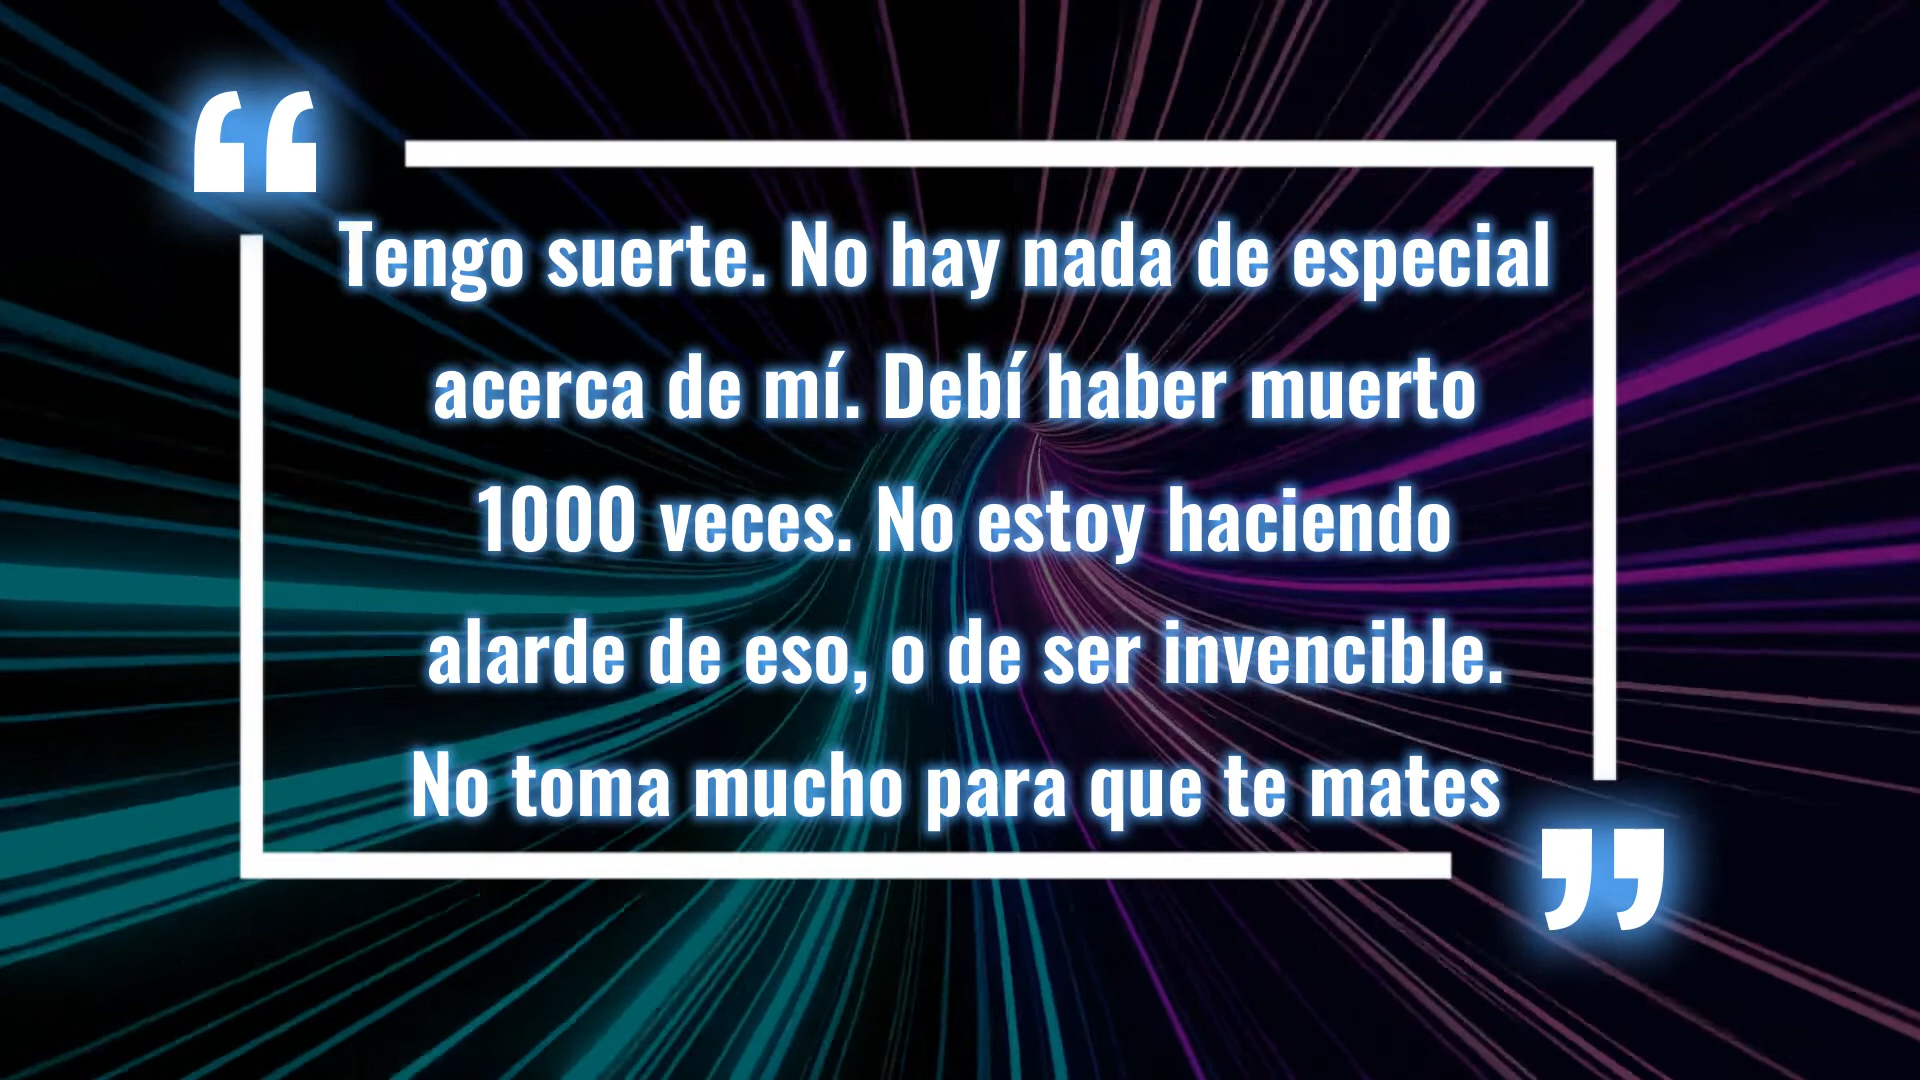 “
Tengo suerte. No hay nada de especial
acerca de mí. Debí haber muerto
1000 veces. No estoy haciendo
alarde de eso, o de ser invencible.
No toma mucho para que te mates
”